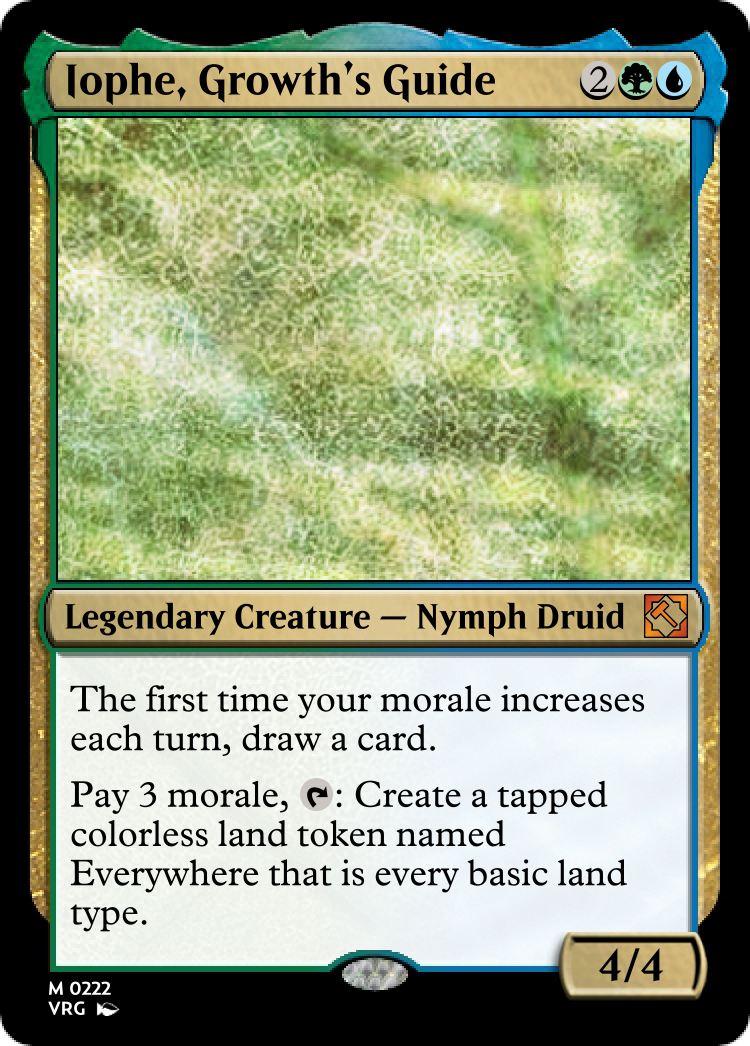 Iophe, Growth's Guide 2
Legendary Creature — Nymph Druid
The first time your morale increases
each turn, draw a card.
Pay 3 morale, : Create a tapped
colorless land token named
Everywhere that is every basic land
type.
4/4
M 0222
VRG